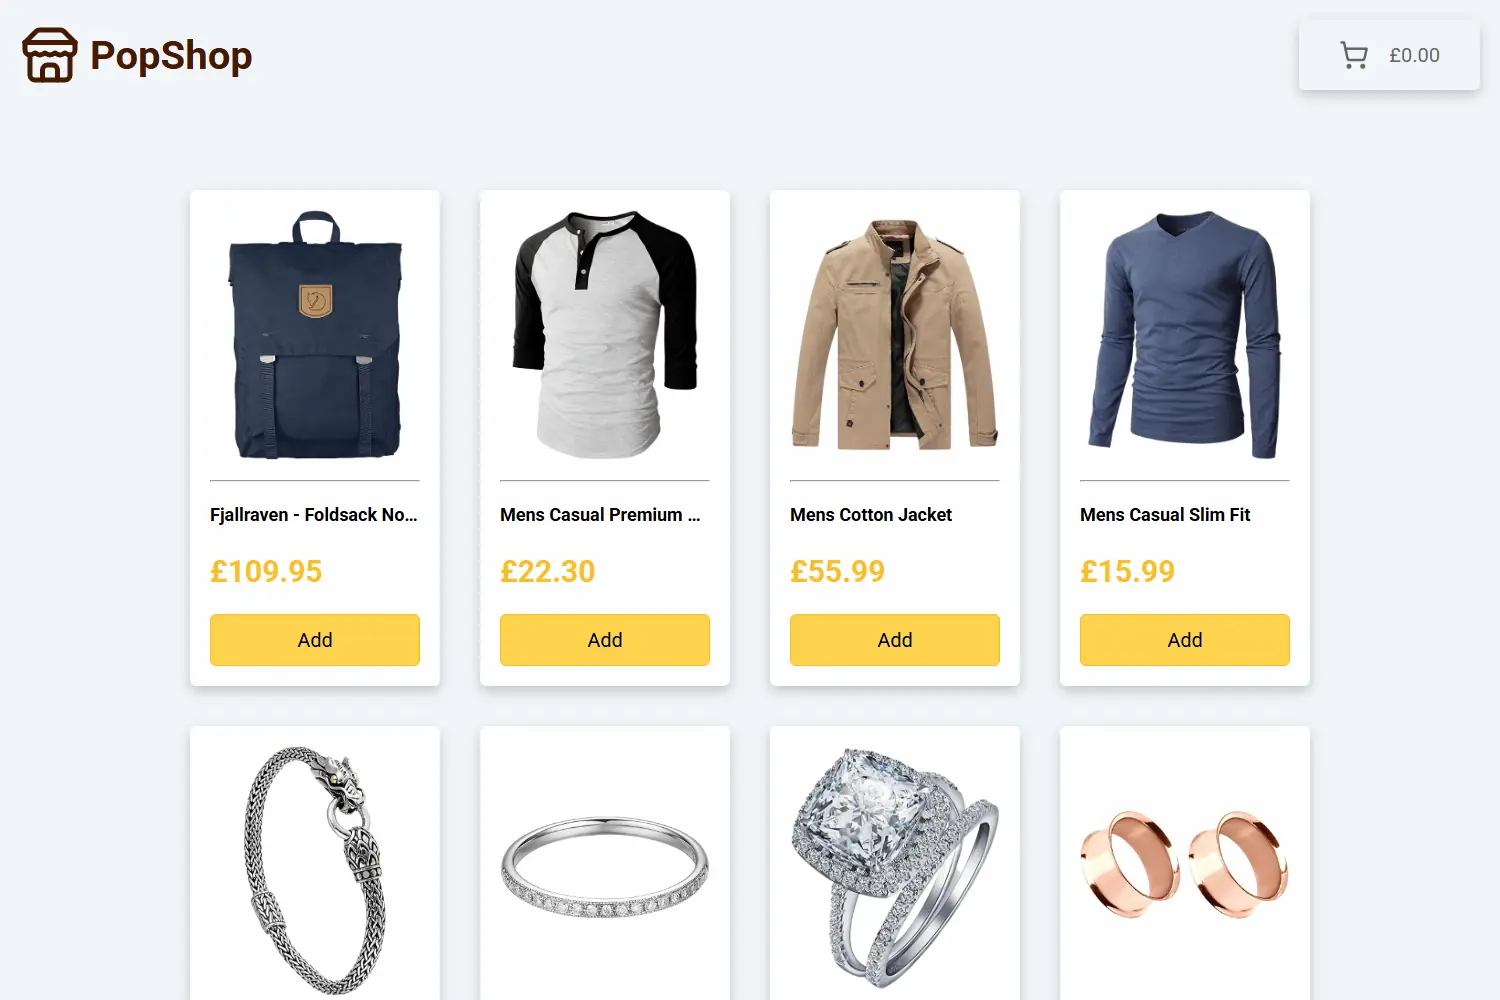 PopShop
£0.00
Fjallraven - Foldsack No...
Mens Casual Premium ...
Mens Cotton Jacket
Mens Casual Slim Fit
£109.95
£22.30
£55.99
£15.99
Add
Add
Add
Add